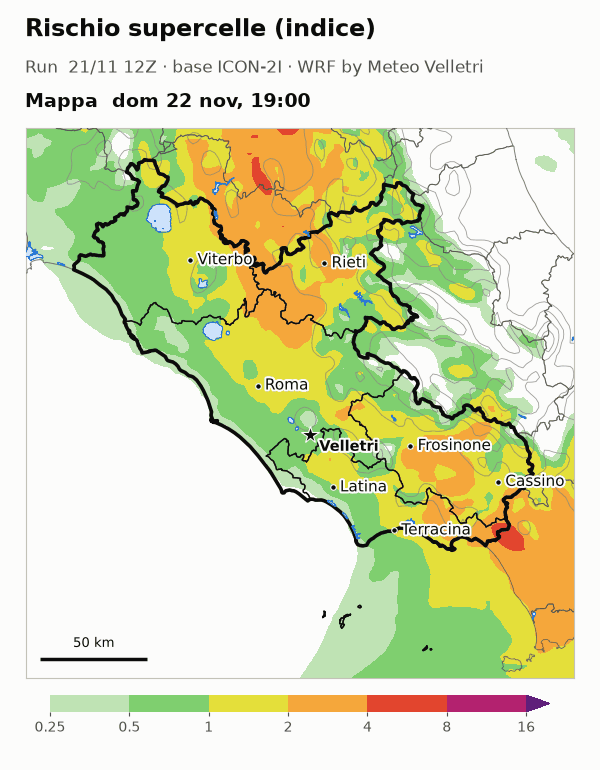 Rischio supercelle (indice)
Run  21/11 12Z · base ICON-2I · WRF by Meteo Velletri
Mappa  dom 22 nov, 19:00
Viterbo
Rieti
Roma
Velletri
Frosinone
Cassino
Latina
Terracina
50 km
0.25 0.5 1 2 4 8 16